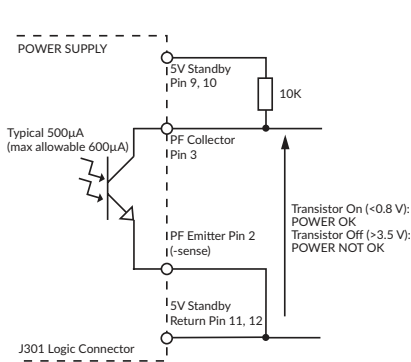 POWER SUPPLY
5V Standby
Pin 9, 10
10K
Typical 500µA
(max allowable 600µA)
PF Collector
Pin 3
Transistor On (<0.8 V):
POWER OK
Transistor Off (>3.5 V):
POWER NOT OK
PF Emitter Pin 2
(-sense)
5V Standby
Return Pin 11, 12
J301 Logic Connector